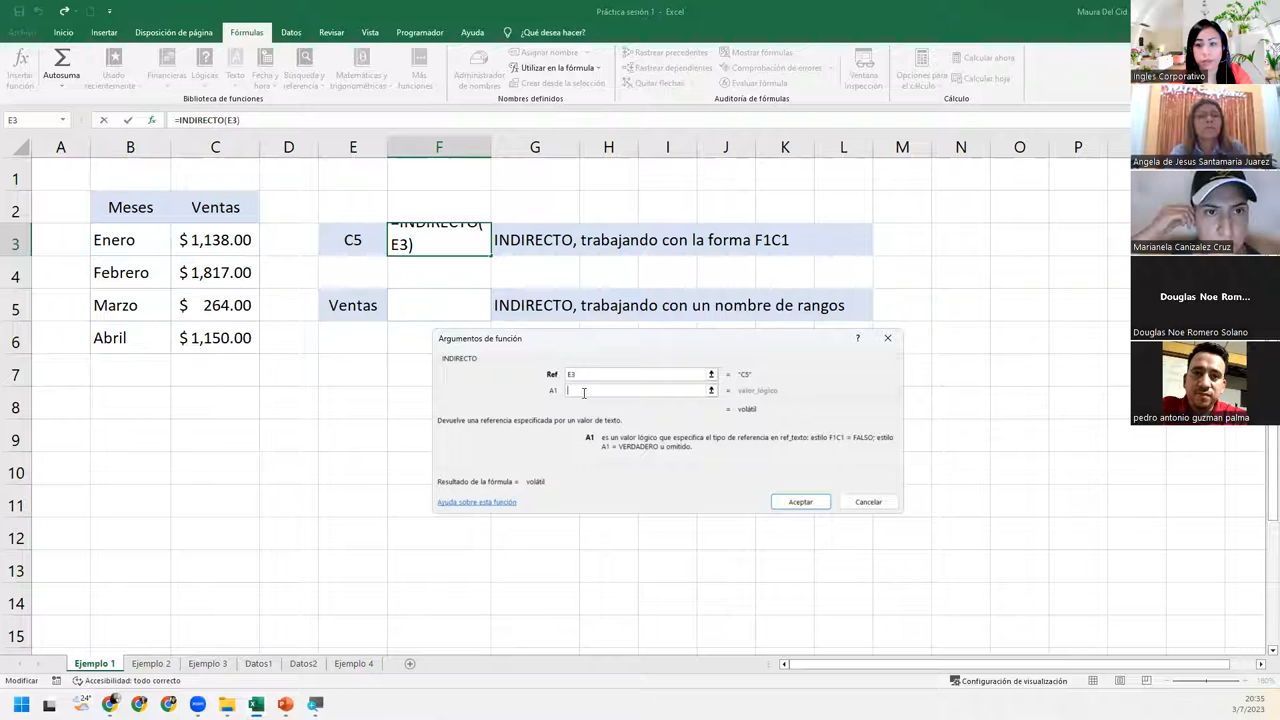 Práctica sesión 1 - Excel
Maura Del Cid
Archivo Inicio Insertar Disposición de página Fórmulas Datos Revisar Vista Programador Ayuda ¿Qué desea hacer?
Insertar función
Autosuma
Usado recientemente
Financieras
Lógicas
Texto
Fecha y hora
Búsqueda y referencia
Matemáticas y trigonométricas
Más funciones
Administrador de nombres
Asignar nombre
Utilizar en la fórmula
Crear desde la selección
Rastrear precedentes
Rastrear dependientes
Quitar flechas
Mostrar fórmulas
Comprobación de errores
Evaluar fórmula
Ventana Inspección
Opciones para el cálculo
Calcular ahora
Calcular hoja
Biblioteca de funciones
Nombres definidos
Auditoría de fórmulas
Cálculo
E3
fx
=INDIRECTO(E3)
A B C D E F G H I J K L M N O P
1
2 Meses Ventas
3 Enero $ 1,138.00 C5 =INDIRECTO( E3) INDIRECTO, trabajando con la forma F1C1
4 Febrero $ 1,817.00
5 Marzo $ 264.00 Ventas INDIRECTO, trabajando con un nombre de rangos
6 Abril $ 1,150.00
7
8
9
10
11
12
13
14
15
Argumentos de función
?
INDIRECTO
Ref E3 = "C5"
A1 = valor_lógico
= volátil
Devuelve una referencia especificada por un valor de texto.
A1 es un valor lógico que especifica el tipo de referencia en ref_texto: estilo F1C1 = FALSO; estilo
A1 = VERDADERO u omitido.
Resultado de la fórmula = volátil
Ayuda sobre esta función
Aceptar
Cancelar
Ingles Corporativo
Angela de Jesus Santamaria Juarez
Marianela Canizalez Cruz
Douglas Noe Rom...
Douglas Noe Romero Solano
pedro antonio guzman palma
Ejemplo 1 Ejemplo 2 Ejemplo 3 Datos1 Datos2 Ejemplo 4
Modificar
Accesibilidad: todo correcto
Configuración de visualización
160%
24°
20:35
3/7/2023